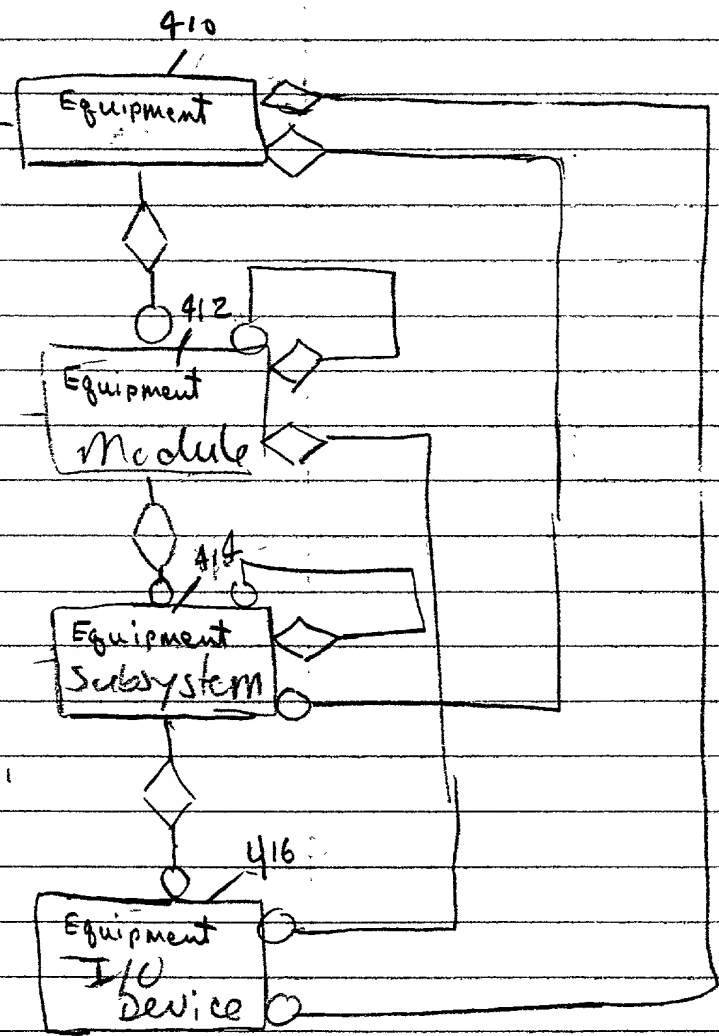 410
Equipment
412
Equipment
Module
414
Equipment
Subsystem
416
Equipment
I/O
Device